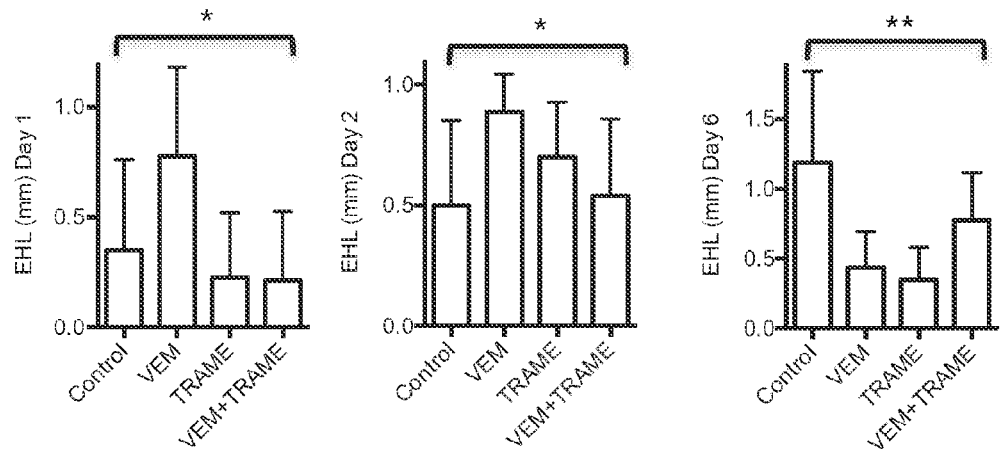 *
EHL (mm) Day 1
1.0
0.5
0.0
Control
VEM
TRAME
VEM+TRAME
*
EHL (mm) Day 2
1.0
0.5
0.0
Control
VEM
TRAME
VEM+TRAME
**
EHL (mm) Day 6
1.5
1.0
0.5
0.0
Control
VEM
TRAME
VEM+TRAME